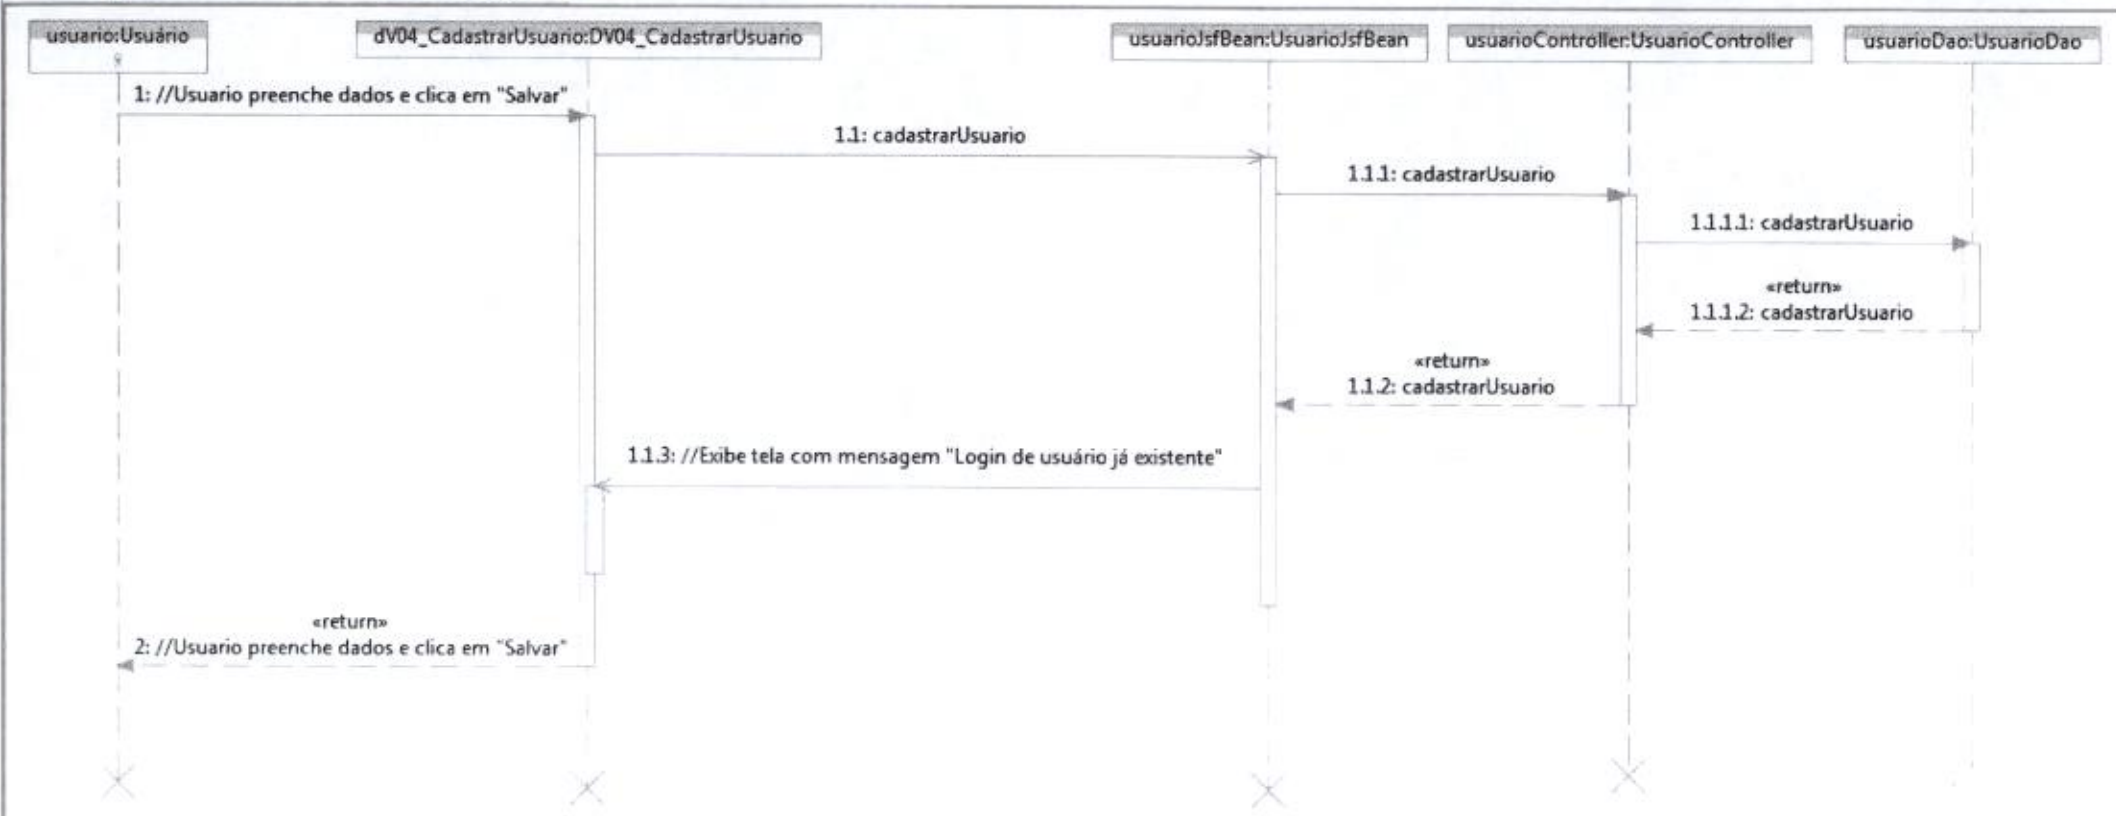 usuario:Usuário
dV04_CadastrarUsuario:DV04_CadastrarUsuario
usuarioJsfBean:UsuarioJsfBean
usuarioController:UsuarioController
usuarioDao:UsuarioDao
1: //Usuario preenche dados e clica em "Salvar"
1.1: cadastrarUsuario
1.1.1: cadastrarUsuario
1.1.1.1: cadastrarUsuario
«return»
1.1.1.2: cadastrarUsuario
«return»
1.1.2: cadastrarUsuario
1.1.3: //Exibe tela com mensagem "Login de usuário já existente"
«return»
2: //Usuario preenche dados e clica em "Salvar"